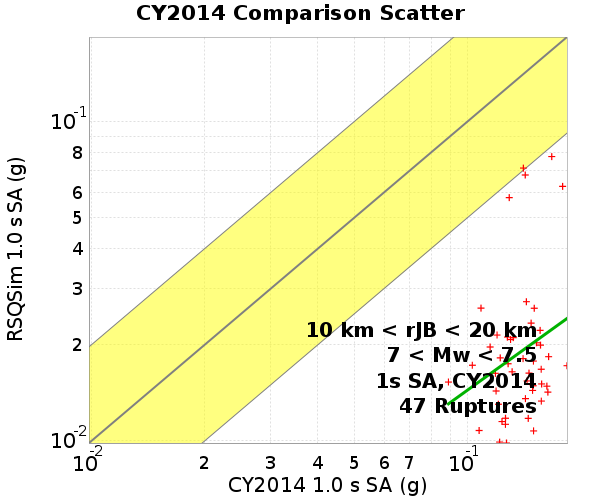 CY2014 Comparison Scatter
RSQSim 1.0 s SA (g)
10-1
8
6
5
4
3
2
10-2
10 km < rJB < 20 km
7 < Mw < 7.5
1s SA, CY2014
47 Ruptures
10-2 2 3 4 5 6 7 10-1
CY2014 1.0 s SA (g)